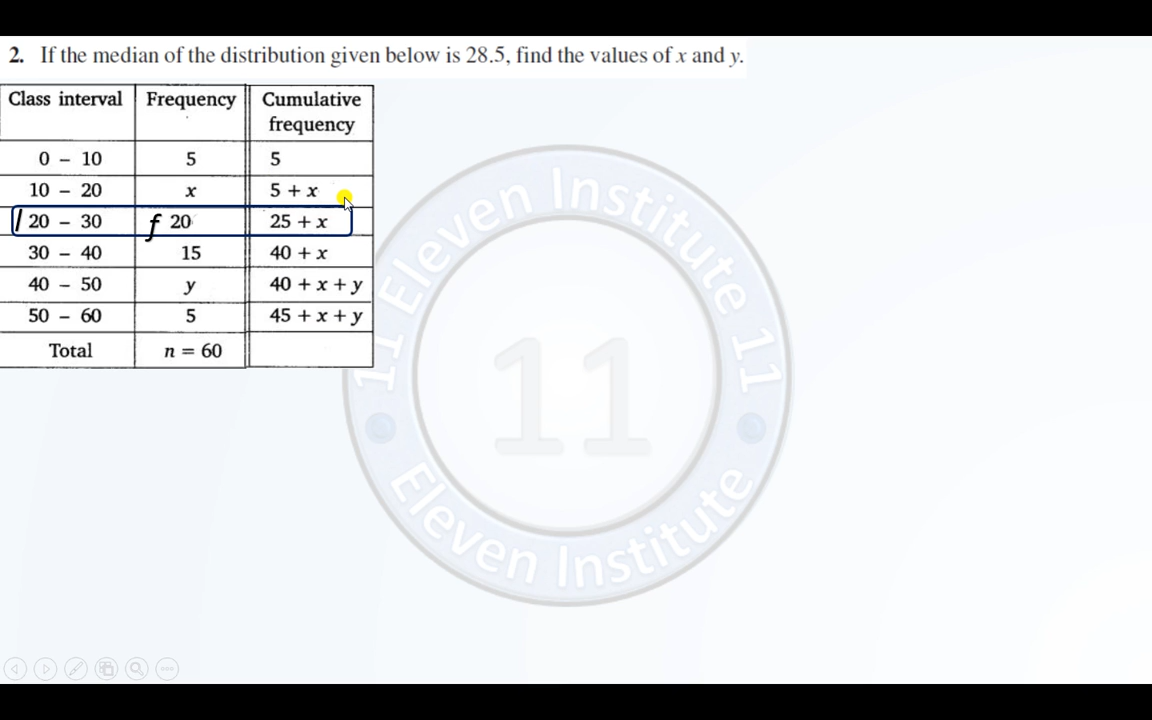 2. If the median of the distribution given below is 28.5, find the values of x and y.
Class interval Frequency Cumulative frequency
0 – 10 5 5
10 – 20 x 5 + x
l 20 – 30 f 20 25 + x
30 – 40 15 40 + x
40 – 50 y 40 + x + y
50 – 60 5 45 + x + y
Total n = 60
11 Eleven Institute 11
11
Eleven Institute